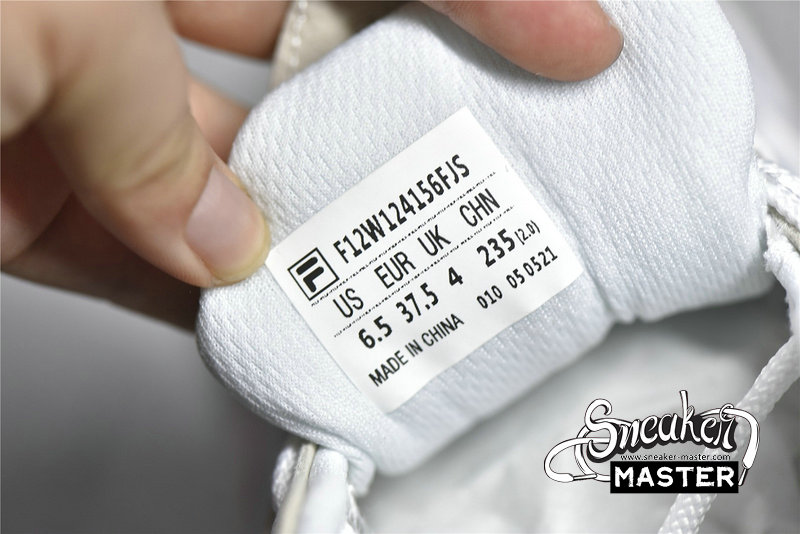 F12W124156FJS
US EUR UK CHN
6.5 37.5 4 235(2.0)
MADE IN CHINA 010 050521
Sneaker
www.sneaker-master.com
MASTER